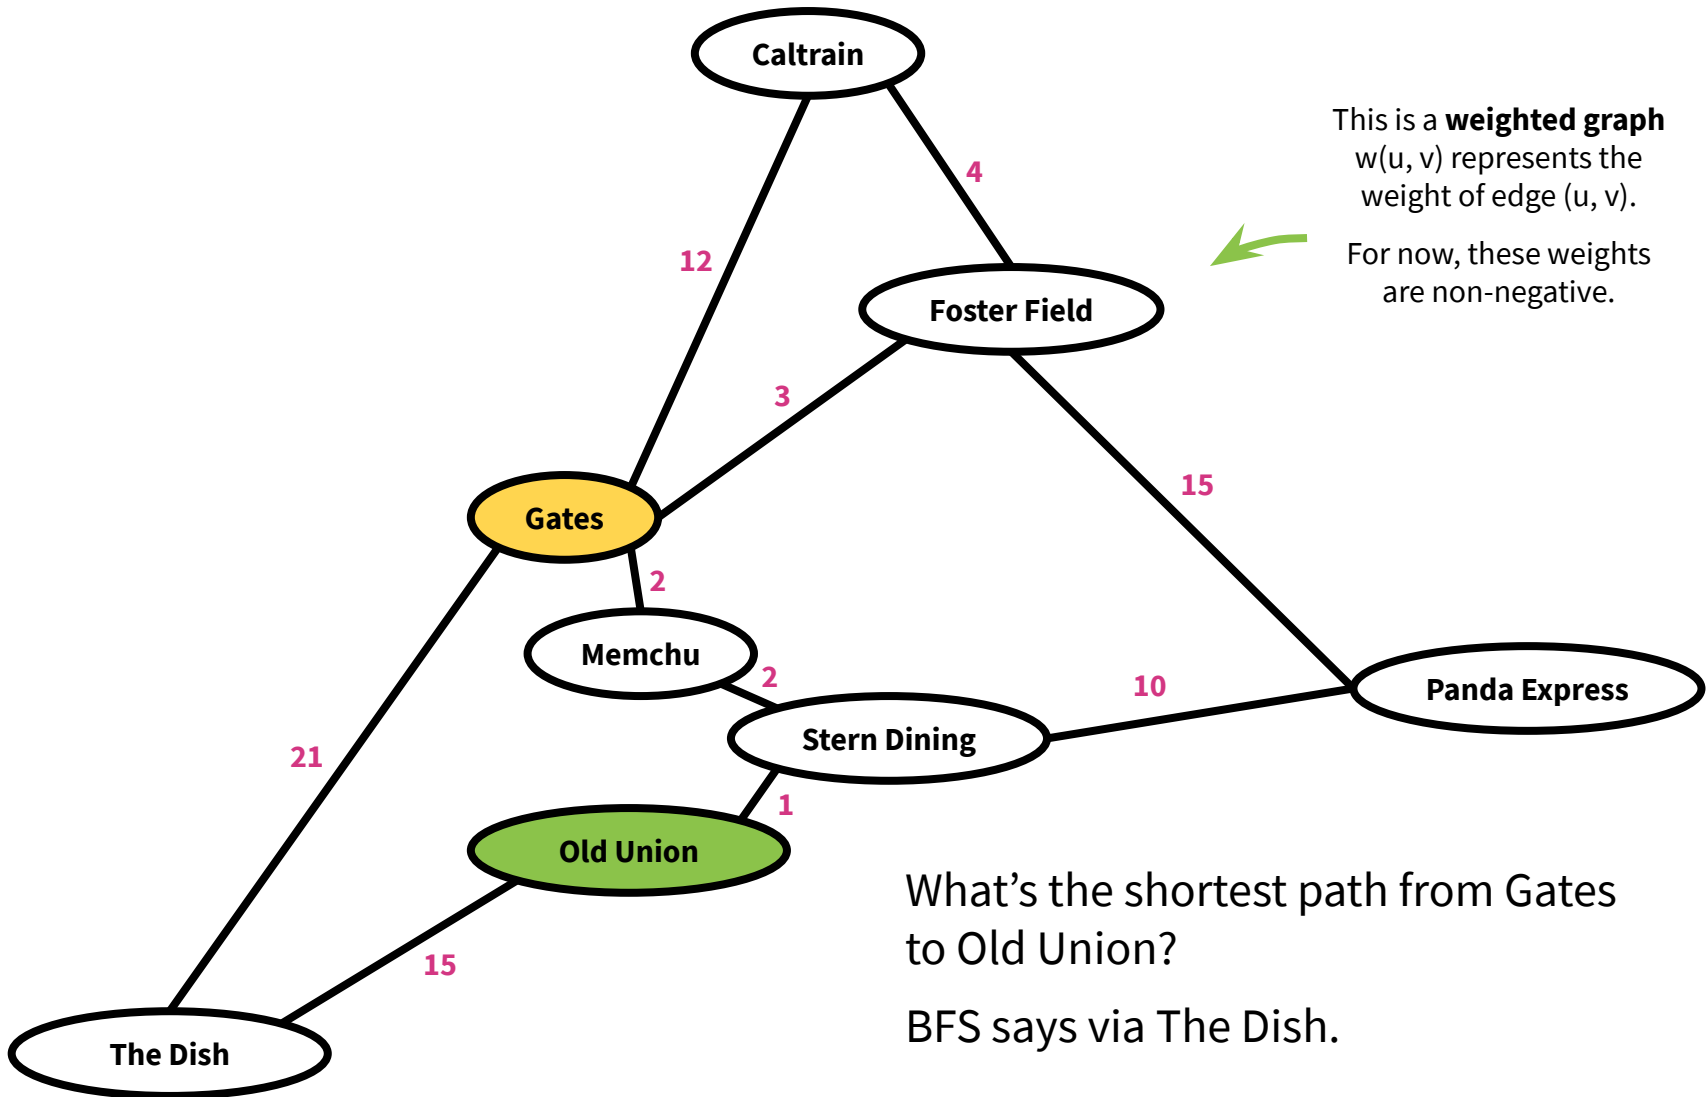 Caltrain
This is a weighted graph
w(u, v) represents the
weight of edge (u, v).
4
For now, these weights
are non-negative.
12
Foster Field
3
15
Gates
2
Memchu
2
10
Panda Express
Stern Dining
21
1
Old Union
What’s the shortest path from Gates
to Old Union?
15
BFS says via The Dish.
The Dish